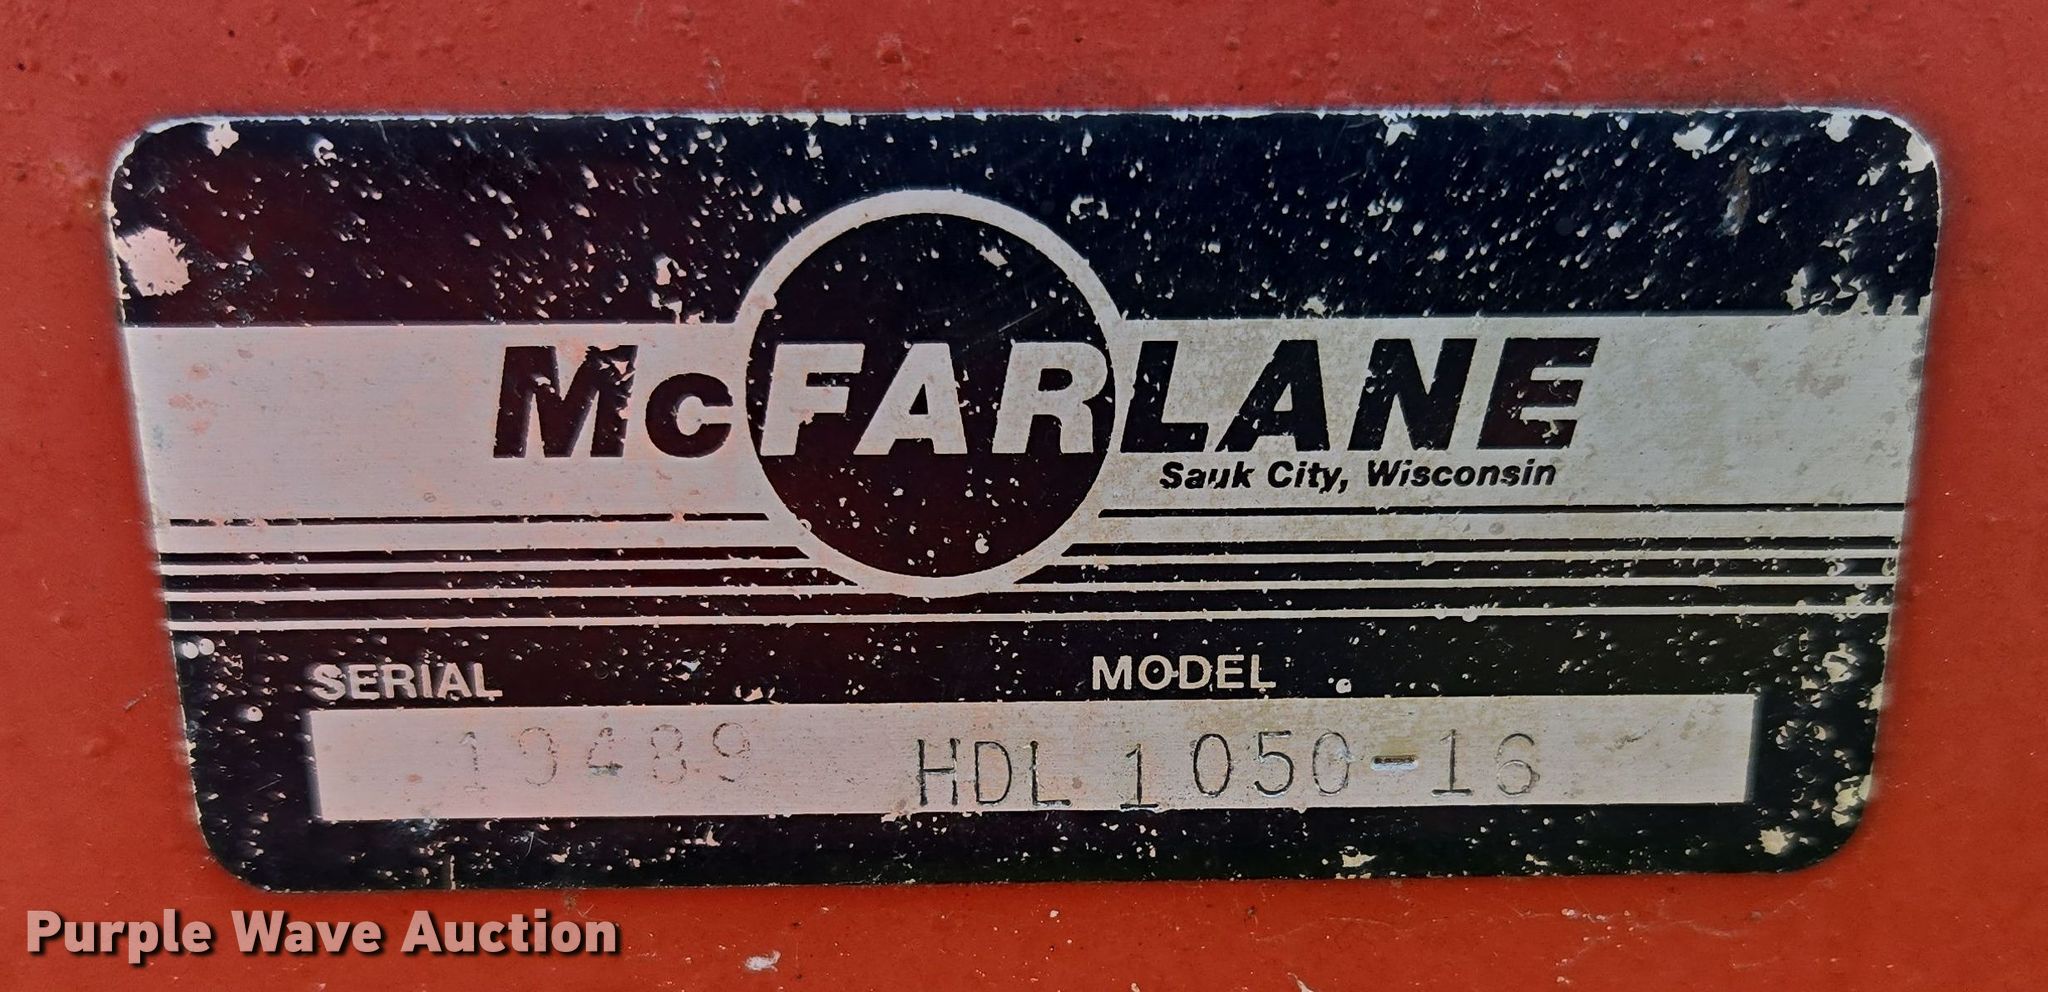 McFARLANE
Sauk City, Wisconsin
SERIAL MODEL
19489 HDL 1050-16
Purple Wave Auction